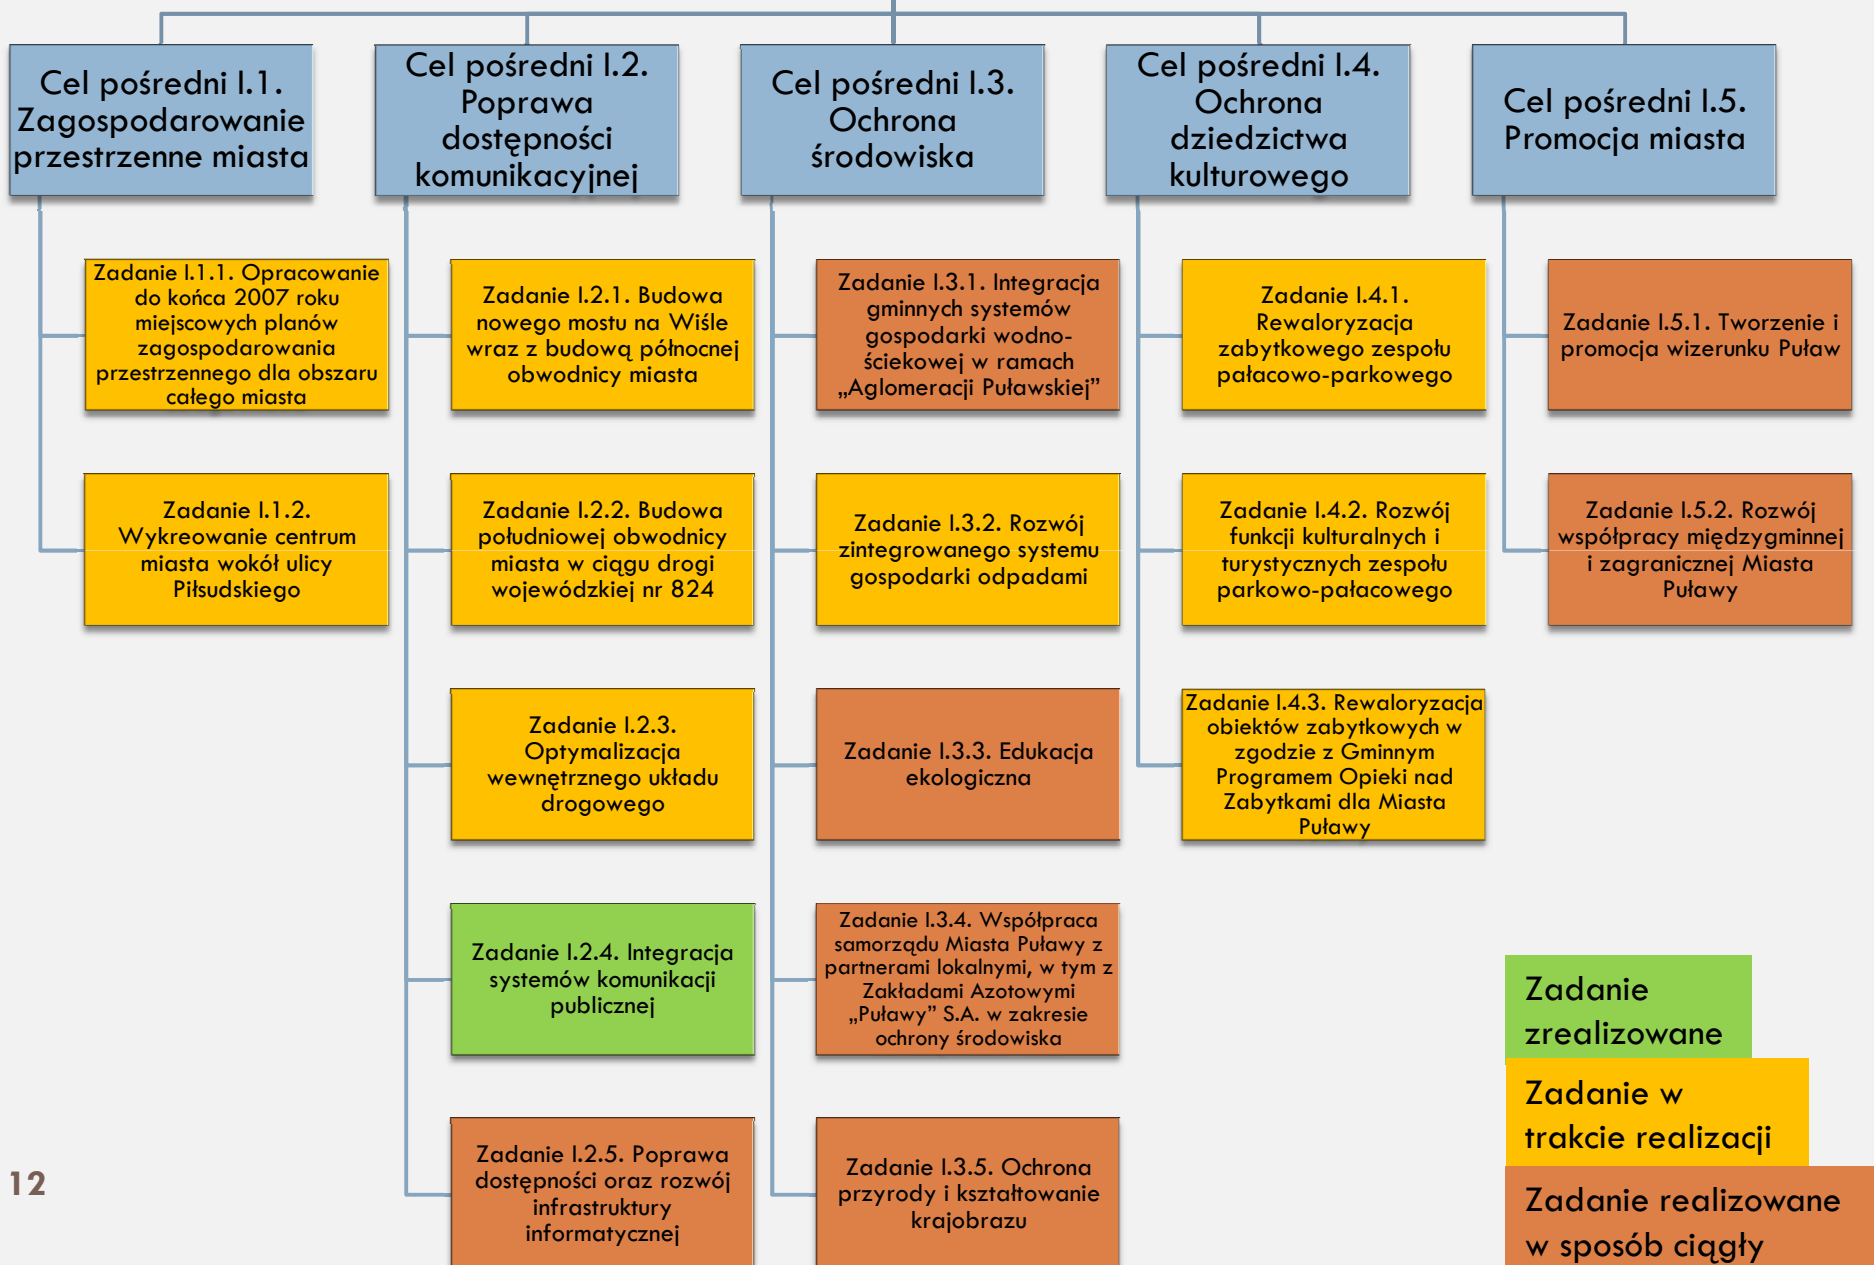 Cel pośredni I.1.
Zagospodarowanie
przestrzenne miasta
Cel pośredni I.2.
Poprawa
dostępności
komunikacyjnej
Cel pośredni I.3.
Ochrona
środowiska
Cel pośredni I.4.
Ochrona
dziedzictwa
kulturowego
Cel pośredni I.5.
Promocja miasta
Zadanie I.1.1. Opracowanie
do końca 2007 roku
miejscowych planów
zagospodarowania
przestrzennego dla obszaru
całego miasta
Zadanie I.1.2.
Wykreowanie centrum
miasta wokół ulicy
Piłsudskiego
Zadanie I.2.1. Budowa
nowego mostu na Wiśle
wraz z budową północnej
obwodnicy miasta
Zadanie I.2.2. Budowa
południowej obwodnicy
miasta w ciągu drogi
wojewódzkiej nr 824
Zadanie I.2.3.
Optymalizacja
wewnętrznego układu
drogowego
Zadanie I.2.4. Integracja
systemów komunikacji
publicznej
Zadanie I.2.5. Poprawa
dostępności oraz rozwój
infrastruktury
informatycznej
Zadanie I.3.1. Integracja
gminnych systemów
gospodarki wodno-
ściekowej w ramach
„Aglomeracji Puławskiej”
Zadanie I.3.2. Rozwój
zintegrowanego systemu
gospodarki odpadami
Zadanie I.3.3. Edukacja
ekologiczna
Zadanie I.3.4. Współpraca
samorządu Miasta Puławy z
partnerami lokalnymi, w tym z
Zakładami Azotowymi
„Puławy” S.A. w zakresie
ochrony środowiska
Zadanie I.3.5. Ochrona
przyrody i kształtowanie
krajobrazu
Zadanie I.4.1.
Rewaloryzacja
zabytkowego zespołu
pałacowo-parkowego
Zadanie I.4.2. Rozwój
funkcji kulturalnych i
turystycznych zespołu
parkowo-pałacowego
Zadanie I.4.3. Rewaloryzacja
obiektów zabytkowych w
zgodzie z Gminnym
Programem Opieki nad
Zabytkami dla Miasta
Puławy
Zadanie I.5.1. Tworzenie i
promocja wizerunku Puław
Zadanie I.5.2. Rozwój
współpracy międzygminnej
i zagranicznej Miasta
Puławy
Zadanie
zrealizowane
Zadanie w
trakcie realizacji
Zadanie realizowane
w sposób ciągły
12